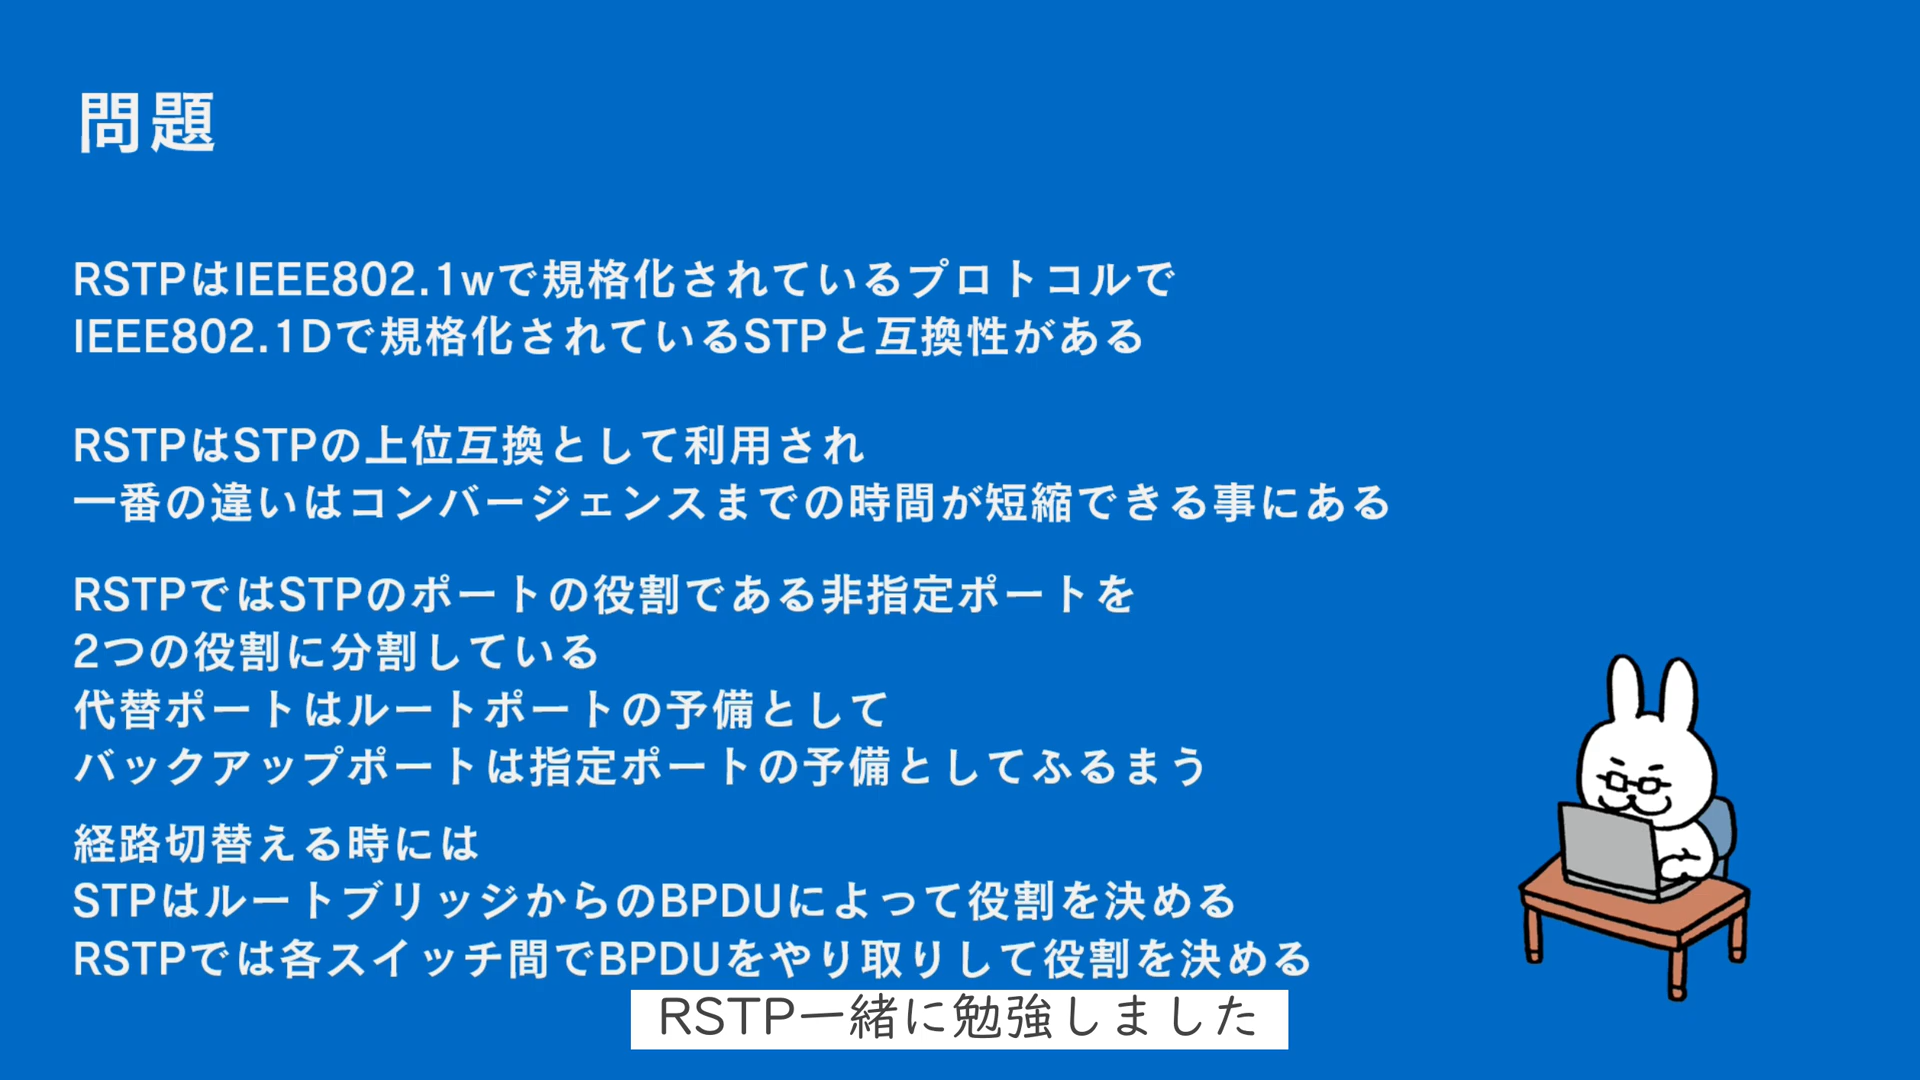 問題
RSTPはIEEE802.1wで規格化されているプロトコルで
IEEE802.1Dで規格化されているSTPと互換性がある
RSTPはSTPの上位互換として利用され
一番の違いはコンバージェンスまでの時間が短縮できる事にある
RSTPではSTPのポートの役割である非指定ポートを
2つの役割に分割している
代替ポートはルートポートの予備として
バックアップポートは指定ポートの予備としてふるまう
経路切替える時には
STPはルートブリッジからのBPDUによって役割を決める
RSTPでは各スイッチ間でBPDUをやり取りして役割を決める
RSTP一緒に勉強しました